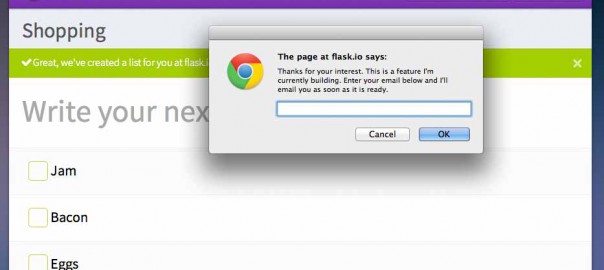 Shopping
Great, we've created a list for you at flask.io
×
Write your nex
Jam
Bacon
Eggs
The page at flask.io says:
Thanks for your interest. This is a feature I'm
currently building. Enter your email below and I'll
email you as soon as it is ready.
Cancel
OK